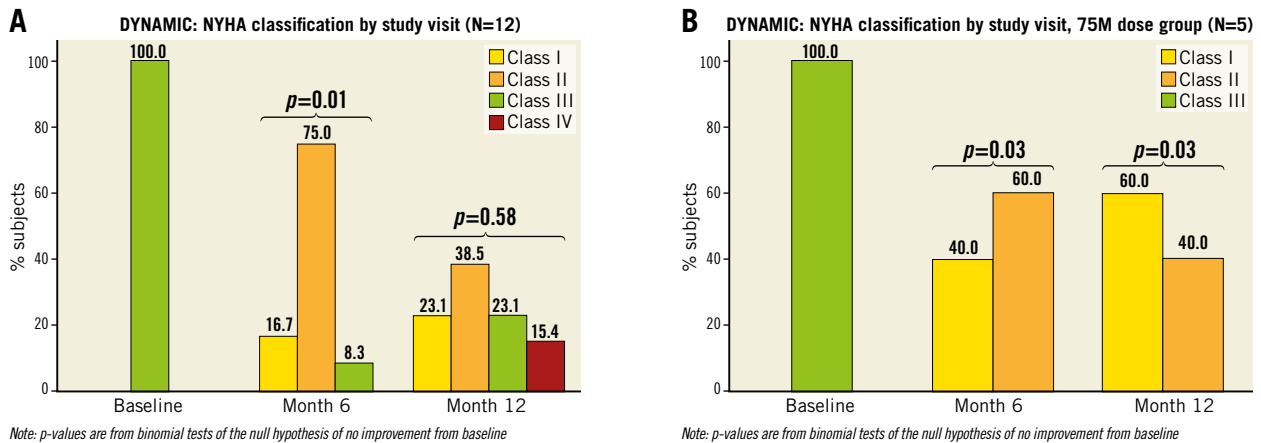 A
DYNAMIC: NYHA classification by study visit (N=12)
% subjects
100
80
60
40
20
0
100.0
p=0.01
16.7
75.0
8.3
p=0.58
23.1
38.5
23.1
15.4
Class I
Class II
Class III
Class IV
Baseline
Month 6
Month 12
Note: p-values are from binomial tests of the null hypothesis of no improvement from baseline
B
DYNAMIC: NYHA classification by study visit, 75M dose group (N=5)
% subjects
100
80
60
40
20
0
100.0
p=0.03
40.0
60.0
p=0.03
60.0
40.0
Class I
Class II
Class III
Baseline
Month 6
Month 12
Note: p-values are from binomial tests of the null hypothesis of no improvement from baseline